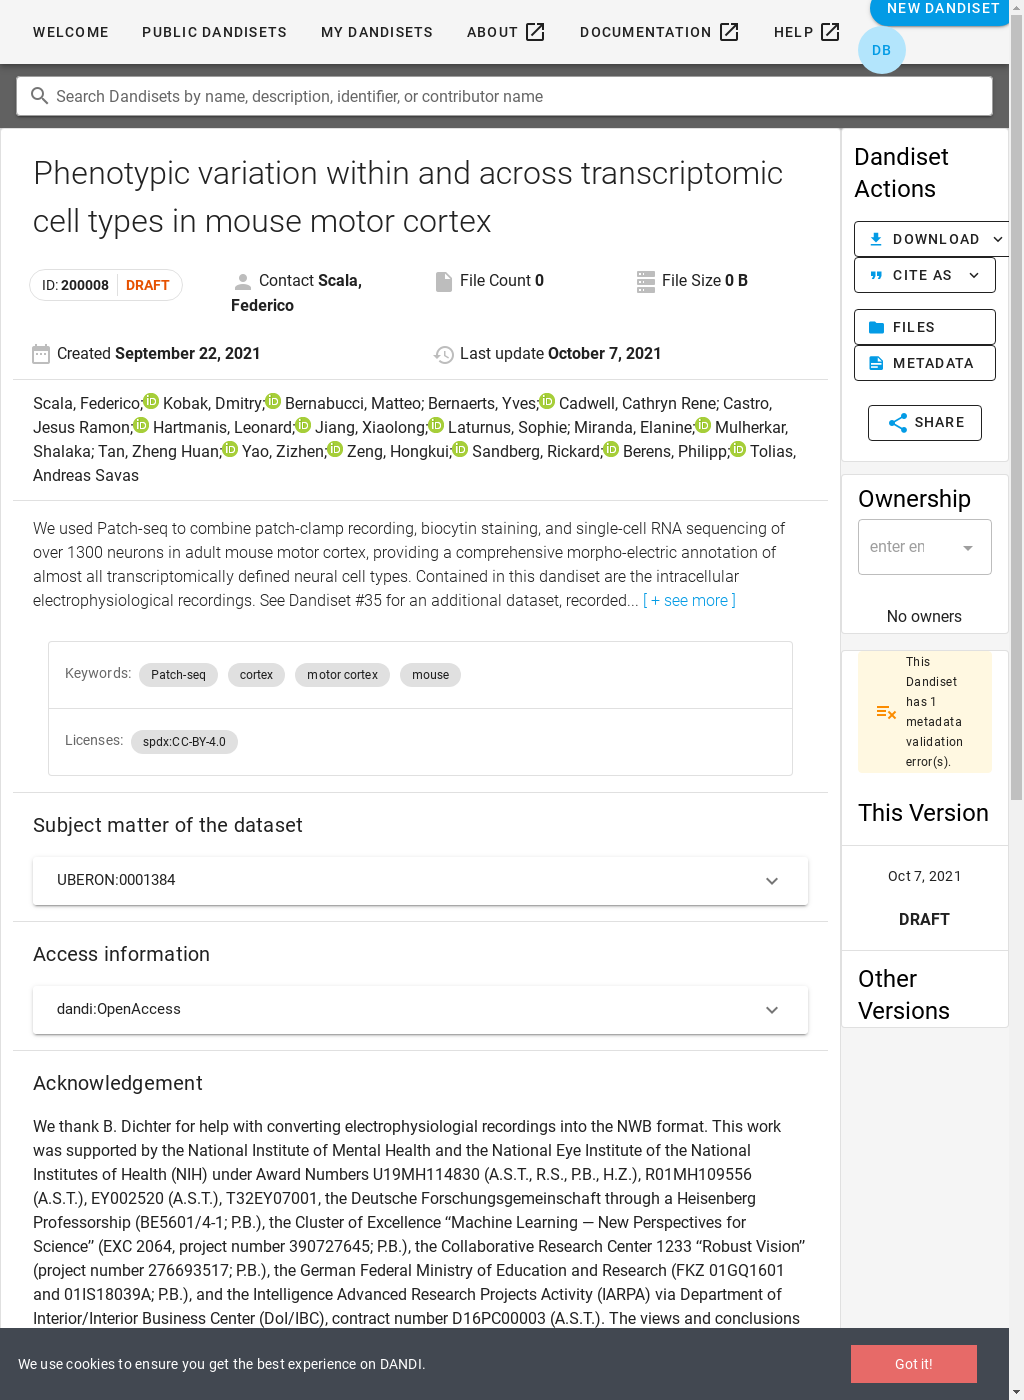 WELCOME PUBLIC DANDISETS MY DANDISETS ABOUT DOCUMENTATION HELP NEW DANDISET
DB
Search Dandisets by name, description, identifier, or contributor name
Phenotypic variation within and across transcriptomic
cell types in mouse motor cortex
ID: 200008 DRAFT
Contact Scala,
Federico
File Count 0
File Size 0 B
Created September 22, 2021
Last update October 7, 2021
Scala, Federico; Kobak, Dmitry; Bernabucci, Matteo; Bernaerts, Yves; Cadwell, Cathryn Rene; Castro,
Jesus Ramon; Hartmanis, Leonard; Jiang, Xiaolong; Laturnus, Sophie; Miranda, Elanine; Mulherkar,
Shalaka; Tan, Zheng Huan; Yao, Zizhen; Zeng, Hongkui; Sandberg, Rickard; Berens, Philipp; Tolias,
Andreas Savas
We used Patch-seq to combine patch-clamp recording, biocytin staining, and single-cell RNA sequencing of
over 1300 neurons in adult mouse motor cortex, providing a comprehensive morpho-electric annotation of
almost all transcriptomically defined neural cell types. Contained in this dandiset are the intracellular
electrophysiological recordings. See Dandiset #35 for an additional dataset, recorded... [ + see more ]
Keywords: Patch-seq cortex motor cortex mouse
Licenses: spdx:CC-BY-4.0
Subject matter of the dataset
UBERON:0001384
Access information
dandi:OpenAccess
Acknowledgement
We thank B. Dichter for help with converting electrophysiologial recordings into the NWB format. This work
was supported by the National Institute of Mental Health and the National Eye Institute of the National
Institutes of Health (NIH) under Award Numbers U19MH114830 (A.S.T., R.S., P.B., H.Z.), R01MH109556
(A.S.T.), EY002520 (A.S.T.), T32EY07001, the Deutsche Forschungsgemeinschaft through a Heisenberg
Professorship (BE5601/4-1; P.B.), the Cluster of Excellence “Machine Learning — New Perspectives for
Science” (EXC 2064, project number 390727645; P.B.), the Collaborative Research Center 1233 “Robust Vision”
(project number 276693517; P.B.), the German Federal Ministry of Education and Research (FKZ 01GQ1601
and 01IS18039A; P.B.), and the Intelligence Advanced Research Projects Activity (IARPA) via Department of
Interior/Interior Business Center (DoI/IBC), contract number D16PC00003 (A.S.T.). The views and conclusions
Dandiset
Actions
DOWNLOAD
CITE AS
FILES
METADATA
SHARE
Ownership
enter en
No owners
This
Dandiset
has 1
metadata
validation
error(s).
This Version
Oct 7, 2021
DRAFT
Other
Versions
We use cookies to ensure you get the best experience on DANDI.
Got it!